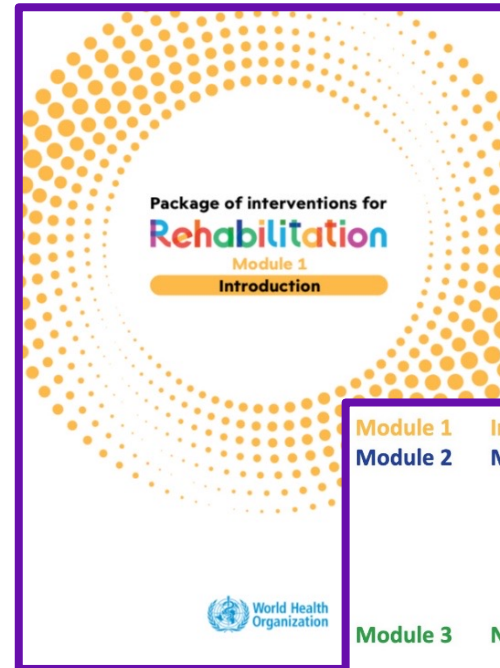 Package of interventions for
Rehabilitation
Module 1
Introduction
World Health
Organization
Module 1
Module 2
Module 3